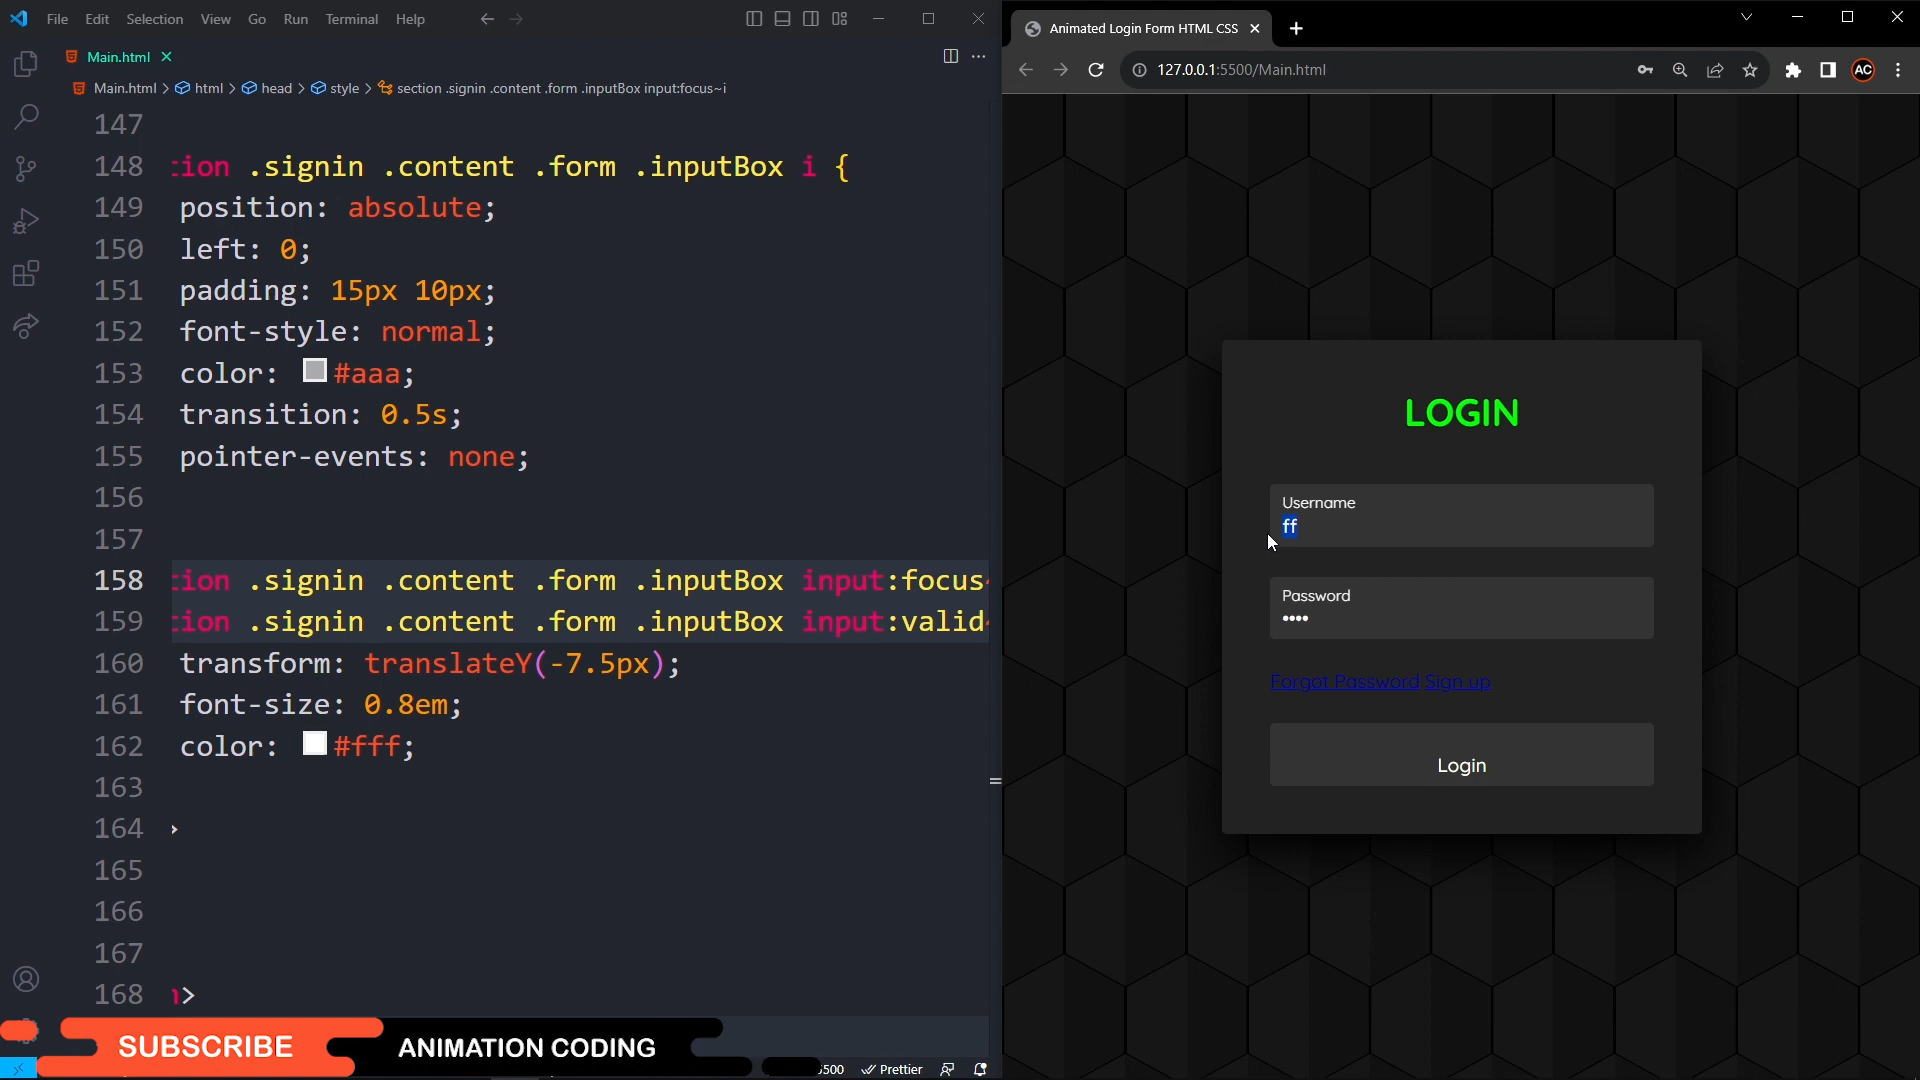 File Edit Selection View Go Run Terminal Help
Main.html
Main.html > html > head > style > section .signin .content .form .inputBox input:focus~i
147
148 tion .signin .content .form .inputBox i {
149 position: absolute;
150 left: 0;
151 padding: 15px 10px;
152 font-style: normal;
153 color: #aaa;
154 transition: 0.5s;
155 pointer-events: none;
156
157
158 tion .signin .content .form .inputBox input:focus
159 tion .signin .content .form .inputBox input:valid
160 transform: translateY(-7.5px);
161 font-size: 0.8em;
162 color: #fff;
163
164 >
165
166
167
168 >
SUBSCRIBE
ANIMATION CODING
5500 Prettier
Animated Login Form HTML CSS
127.0.0.1:5500/Main.html
AC
LOGIN
Username
ff
Password
••••
Forgot Password Sign up
Login